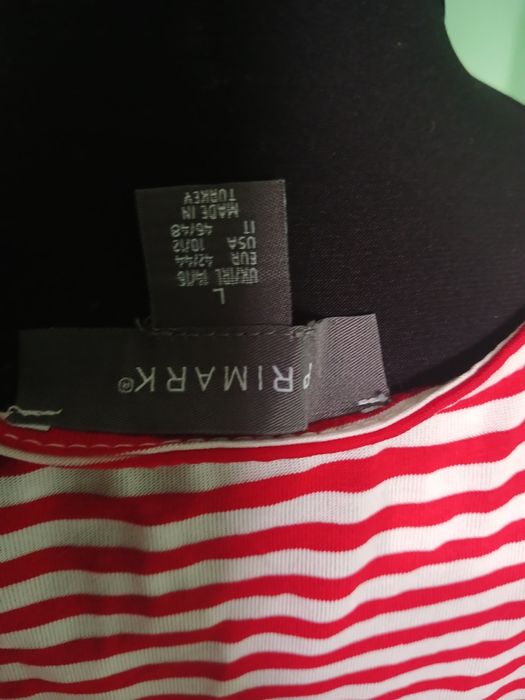 PRIMARK®
L
UK/IRL 14/16
EUR 42/44
USA 10/12
IT 46/48
MADE IN
TURKEY